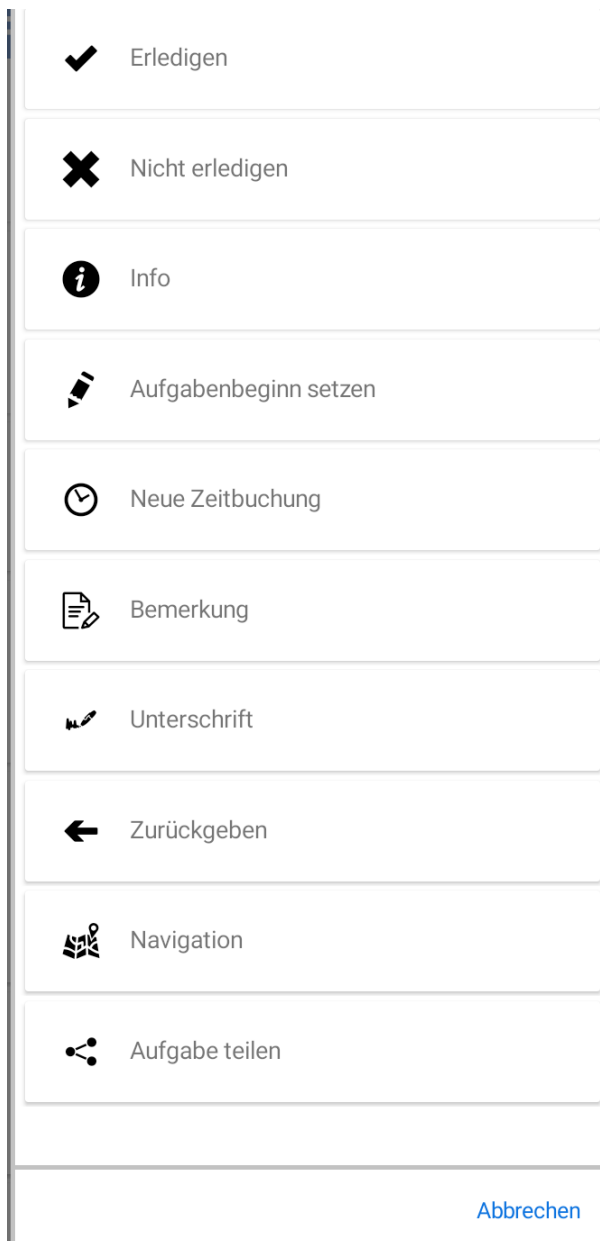 Erledigen
Nicht erledigen
Info
Aufgabenbeginn setzen
Neue Zeitbuchung
Bemerkung
Unterschrift
Zurückgeben
Navigation
Aufgabe teilen
Abbrechen